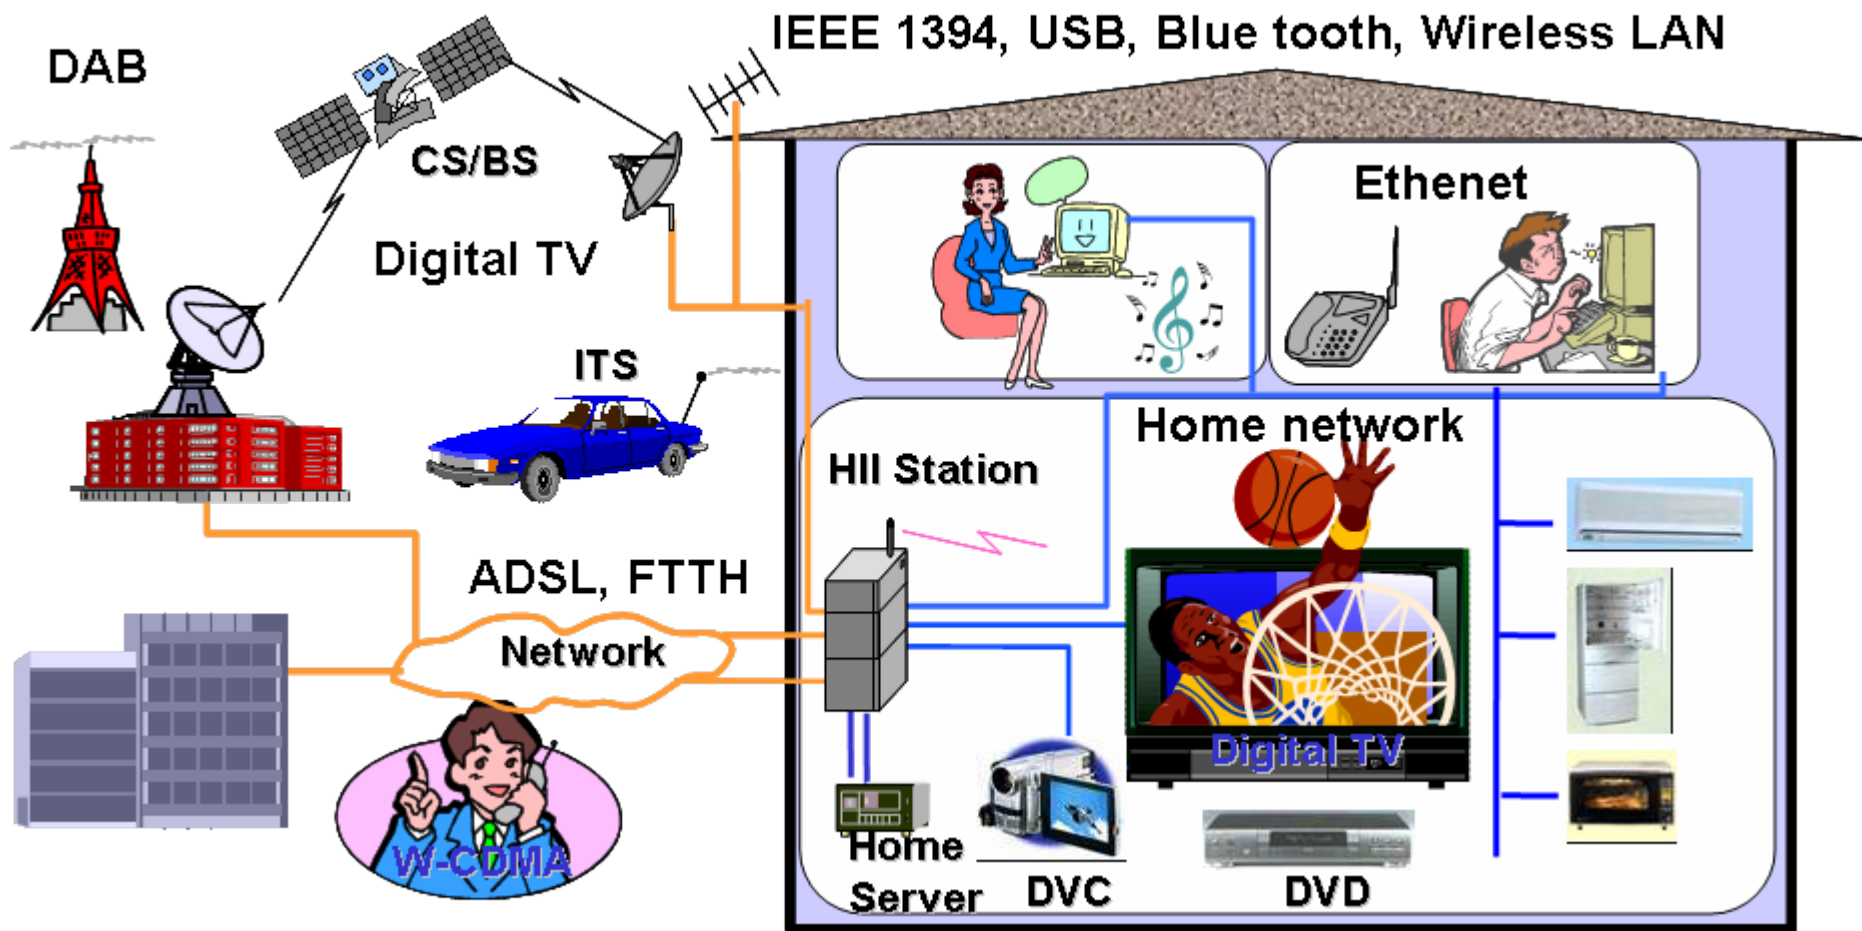 IEEE 1394, USB, Blue tooth, Wireless LAN
DAB
CS/BS
Digital TV
Ethenet
ITS
Home network
HII Station
ADSL, FTTH
Network
Digital TV
W-CDMA
Home
Server
DVC
DVD